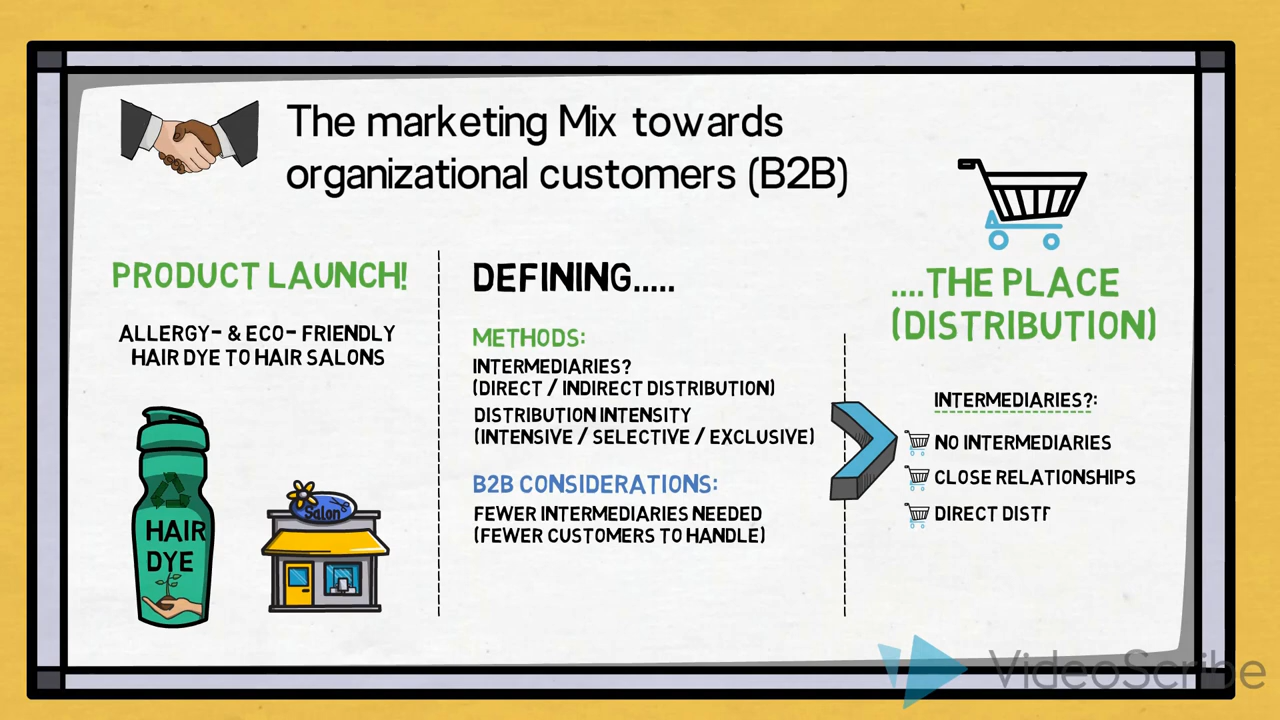 The marketing Mix towards
organizational customers (B2B)
PRODUCT LAUNCH!
ALLERGY- & ECO- FRIENDLY
HAIR DYE TO HAIR SALONS
HAIR
DYE
Salon
DEFINING.....
METHODS:
INTERMEDIARIES?
(DIRECT / INDIRECT DISTRIBUTION)
DISTRIBUTION INTENSITY
(INTENSIVE / SELECTIVE / EXCLUSIVE)
B2B CONSIDERATIONS:
FEWER INTERMEDIARIES NEEDED
(FEWER CUSTOMERS TO HANDLE)
....THE PLACE
(DISTRIBUTION)
INTERMEDIARIES?:
NO INTERMEDIARIES
CLOSE RELATIONSHIPS
DIRECT DIST
VideoScribe